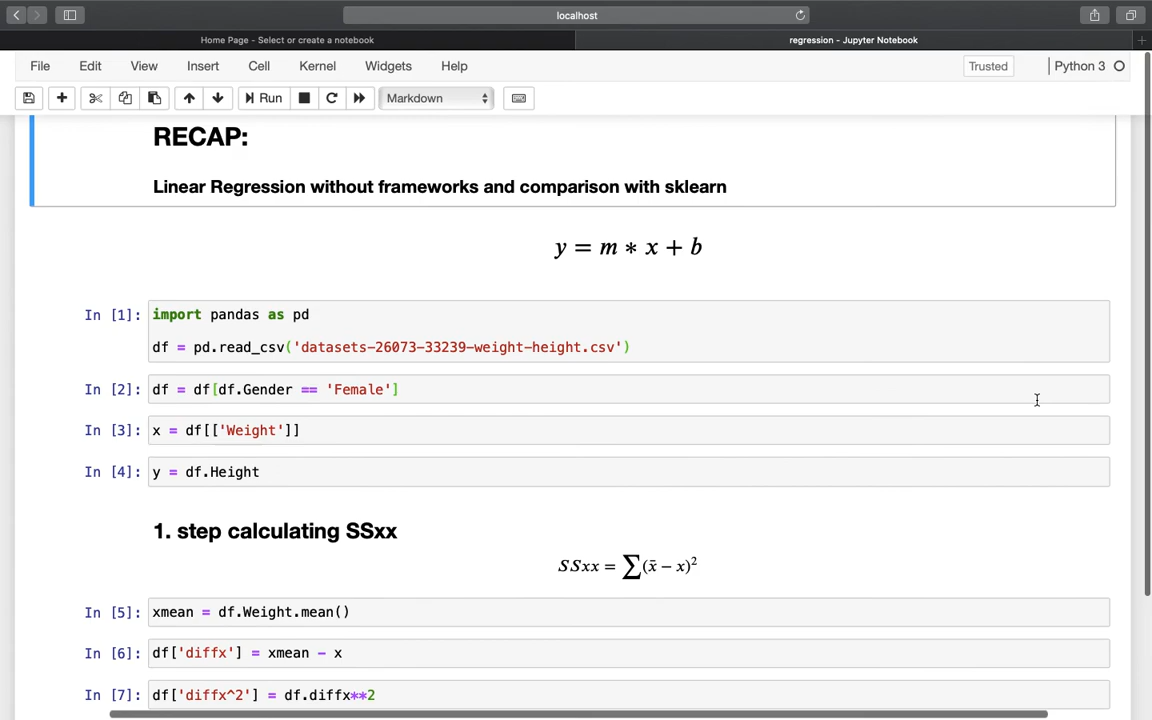 localhost
Home Page - Select or create a notebook
regression - Jupyter Notebook
File Edit View Insert Cell Kernel Widgets Help Trusted Python 3
Run Markdown
RECAP:
Linear Regression without frameworks and comparison with sklearn
y = m * x + b
In [1]: import pandas as pd
df = pd.read_csv('datasets-26073-33239-weight-height.csv')
In [2]: df = df[df.Gender == 'Female']
In [3]: x = df[['Weight']]
In [4]: y = df.Height
1. step calculating SSxx
SSxx = ∑(x̄ − x)²
In [5]: xmean = df.Weight.mean()
In [6]: df['diffx'] = xmean - x
In [7]: df['diffx^2'] = df.diffx**2